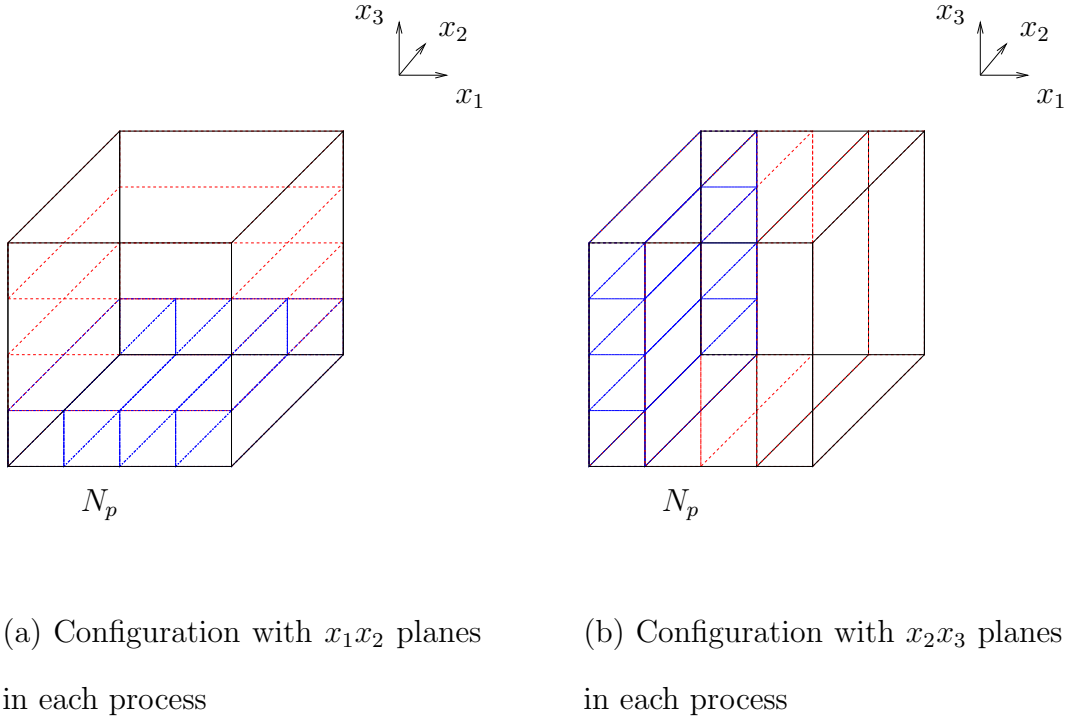 x₃
x₂
x₁
x₃
x₂
x₁
Nₚ
Nₚ
(a) Configuration with x₁x₂ planes
in each process
(b) Configuration with x₂x₃ planes
in each process